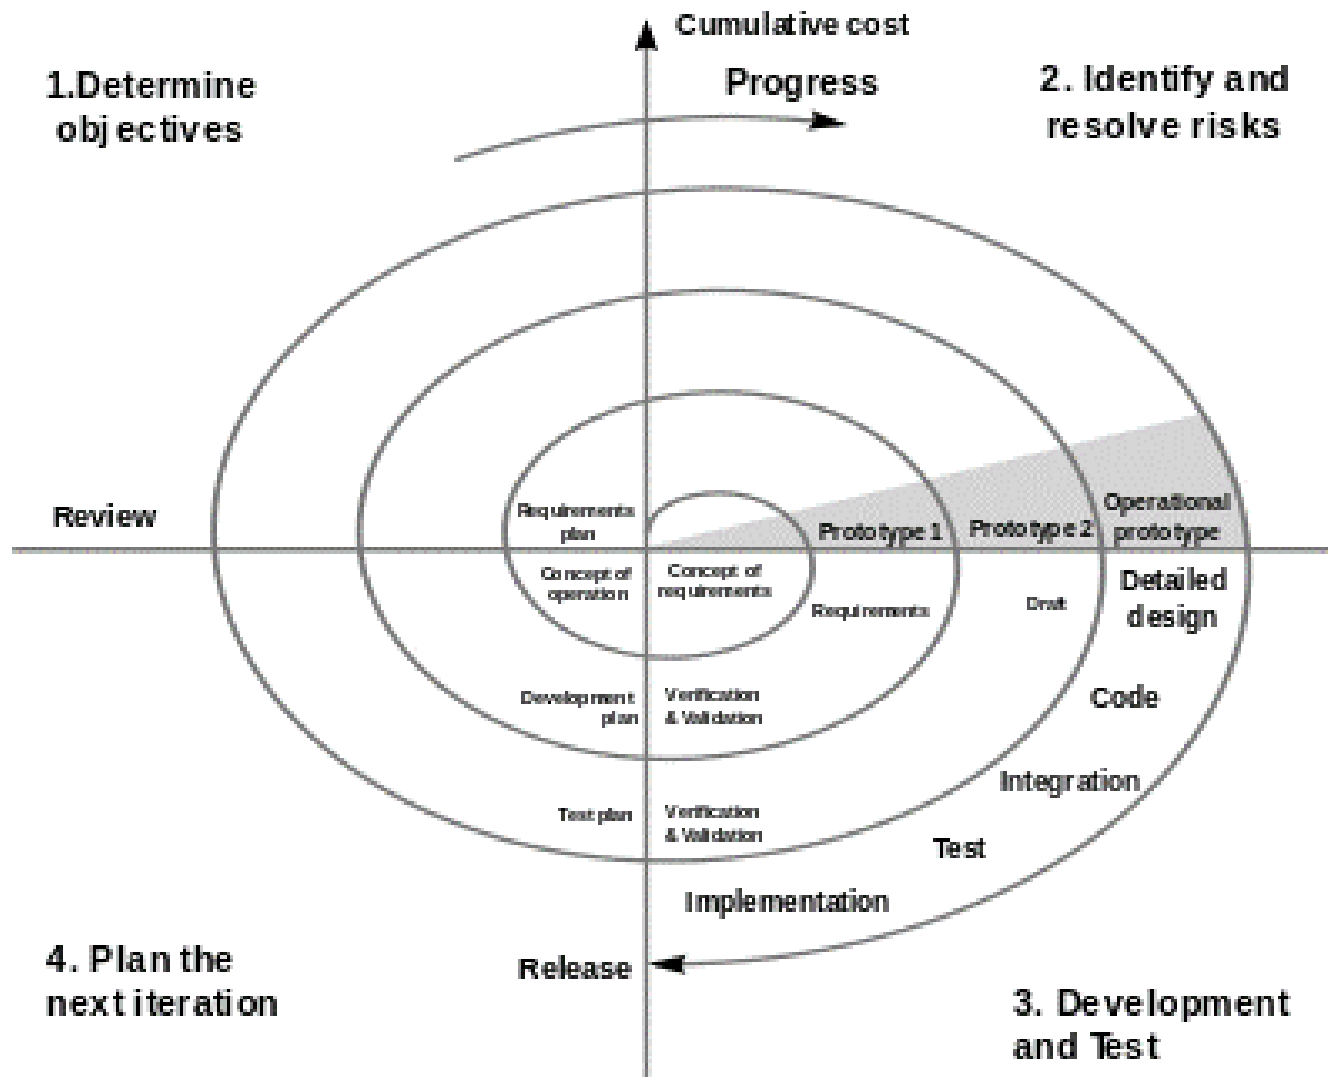 Cumulative cost
Progress
1.Determine
objectives
2. Identify and
resolve risks
Review
Requirements
plan
Prototype 1
Prototype 2
Operational
prototype
Concept of
operation
Concept of
requirements
Requirements
Draft
Detailed
design
Development
plan
Verification
& Validation
Code
Integration
Test plan
Verification
& Validation
Test
Implementation
Release
4. Plan the
next iteration
3. Development
and Test